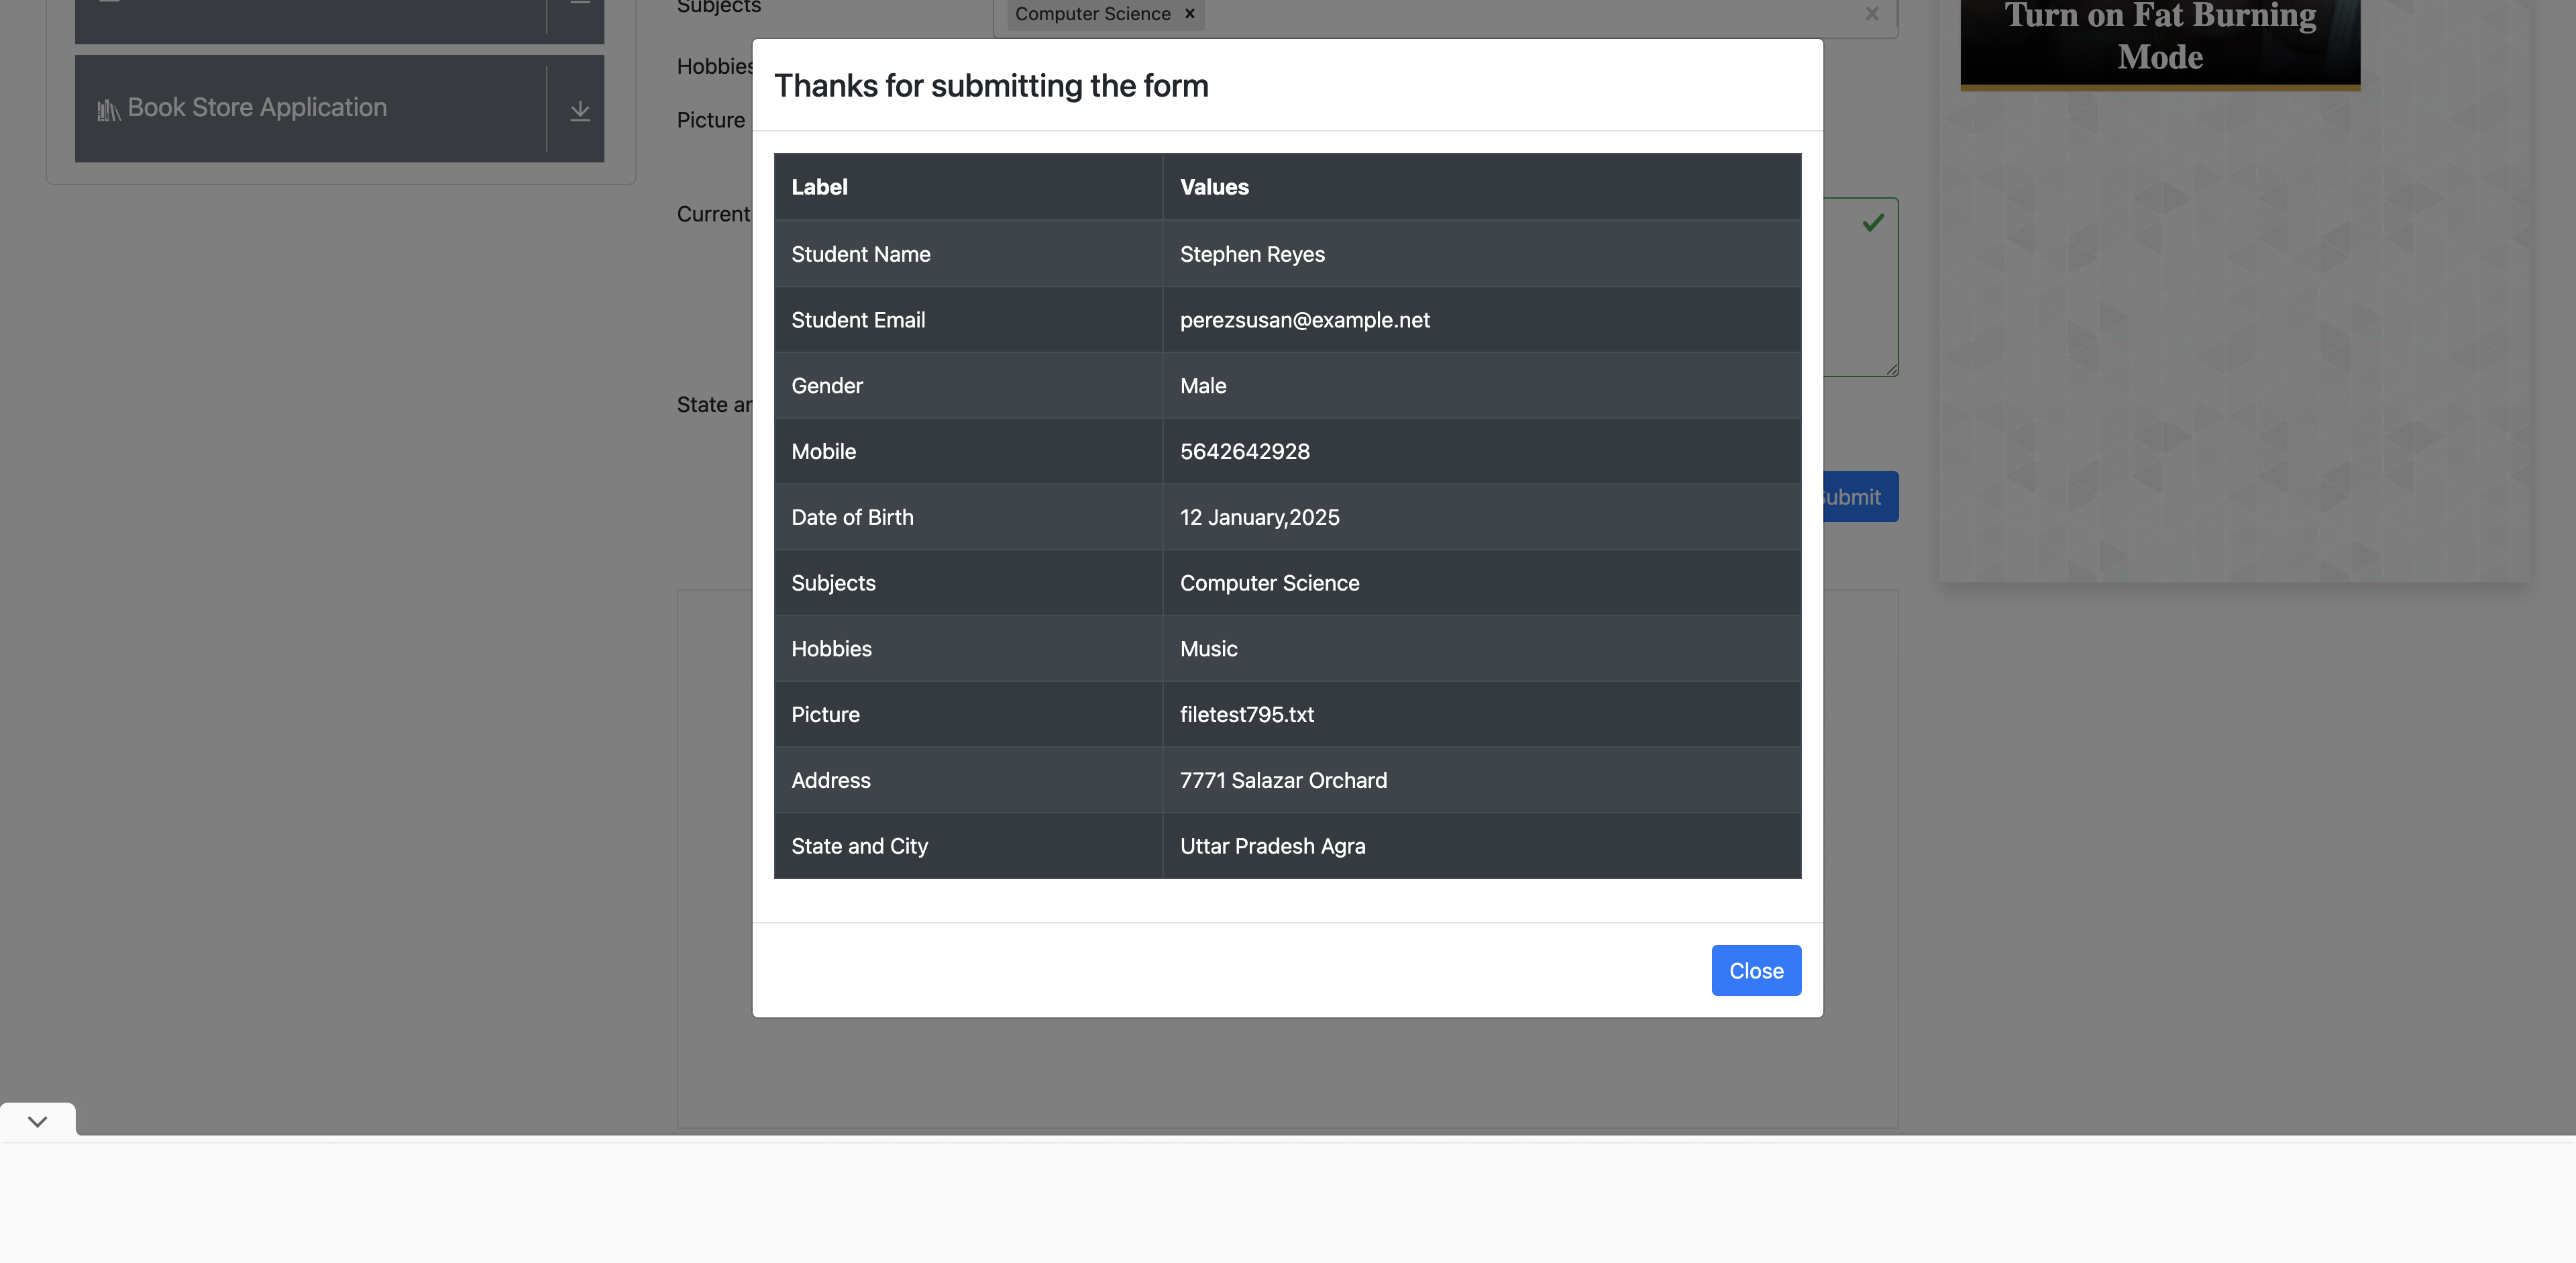 Subjects
Computer Science ×
Turn on Fat Burning
Mode
Book Store Application
Hobbies
Picture
Current
Thanks for submitting the form
Label Values
Student Name Stephen Reyes
Student Email perezsusan@example.net
Gender Male
Mobile 5642642928
Date of Birth 12 January,2025
Subjects Computer Science
Hobbies Music
Picture filetest795.txt
Address 7771 Salazar Orchard
State and City Uttar Pradesh Agra
State an
Submit
Close